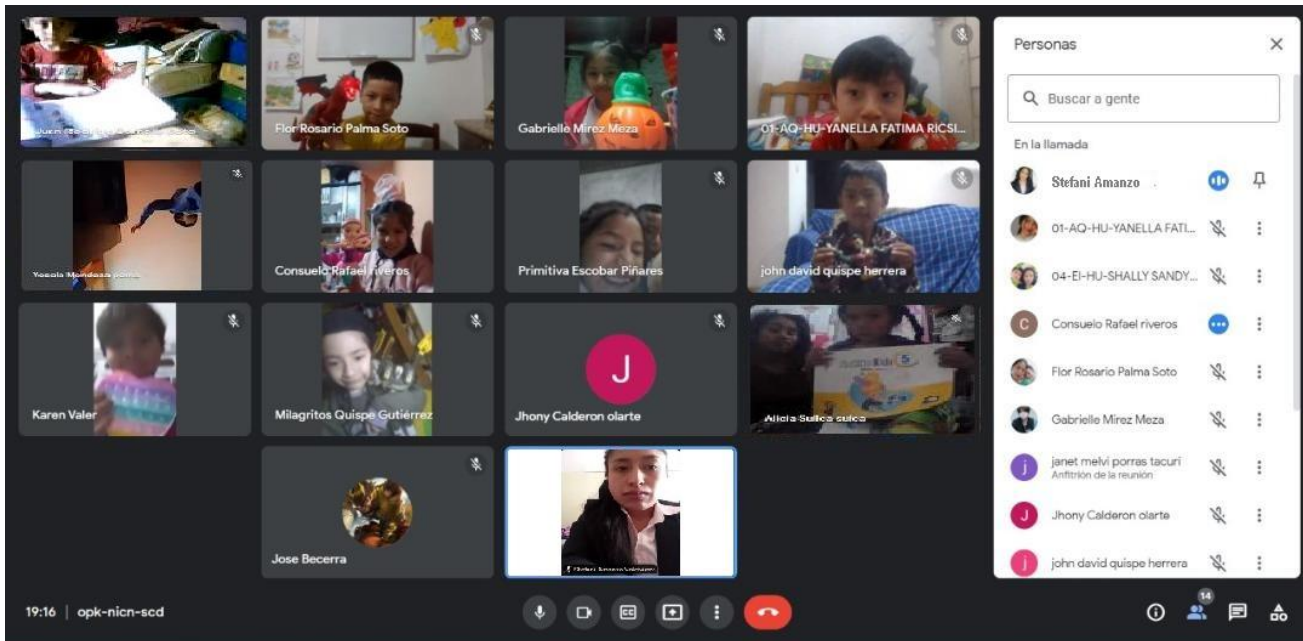 Flor Rosario Palma Soto
Gabrielle Mirez Meza
01-AQ-HU-YANELLA FATIMA RICSI...
Consuelo Rafael riveros
Primitiva Escobar Piñares
john david quispe herrera
Karen Valer
Milagritos Quispe Gutiérrez
J
Jhony Calderon olarte
Alicia Sullca sulca
Jose Becerra
19:16 | opk-nicn-scd
CC
14
Personas
Buscar a gente
En la llamada
Stefani Amanzo
01-AQ-HU-YANELLA FATI...
04-EI-HU-SHALLY SANDY...
C
Consuelo Rafael riveros
Flor Rosario Palma Soto
Gabrielle Mirez Meza
j
janet melvi porras tacuri
Anfitrión de la reunión
J
Jhony Calderon olarte
j
john david quispe herrera